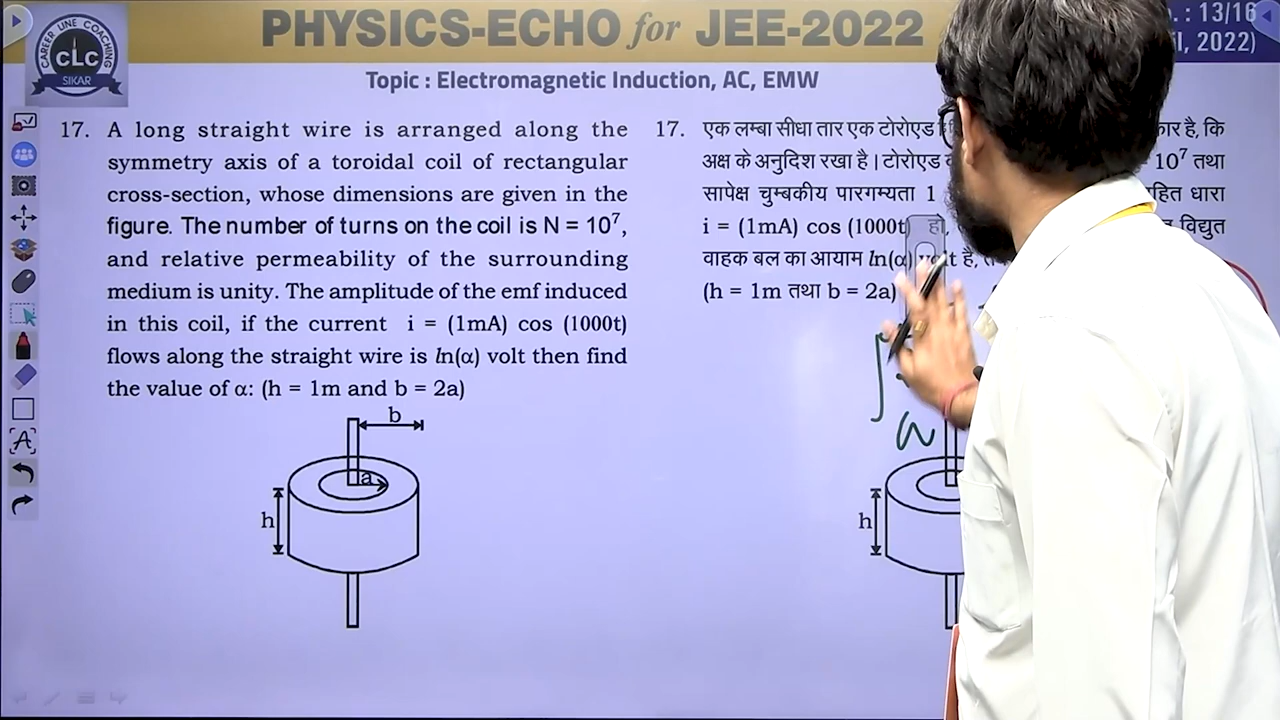 PHYSICS-ECHO for JEE-2022
. : 13/16
, 2022)
CAREER LINE COACHING
CLC
SIKAR
Topic : Electromagnetic Induction, AC, EMW
17. A long straight wire is arranged along the
symmetry axis of a toroidal coil of rectangular
cross-section, whose dimensions are given in the
figure. The number of turns on the coil is N = 10⁷,
and relative permeability of the surrounding
medium is unity. The amplitude of the emf induced
in this coil, if the current i = (1mA) cos (1000t)
flows along the straight wire is ln(α) volt then find
the value of α: (h = 1m and b = 2a)
b
a
h
17. एक लम्बा सीधा तार एक टोरोएड कि
अक्ष के अनुदिश रखा है। टोरोएड 10⁷ तथा
सापेक्ष चुम्बकीय पारगम्यता 1 धारा
i = (1mA) cos (1000t) हो, विद्युत
वाहक बल का आयाम ln(α) volt है,
(h = 1m तथा b = 2a)
∫
a
h